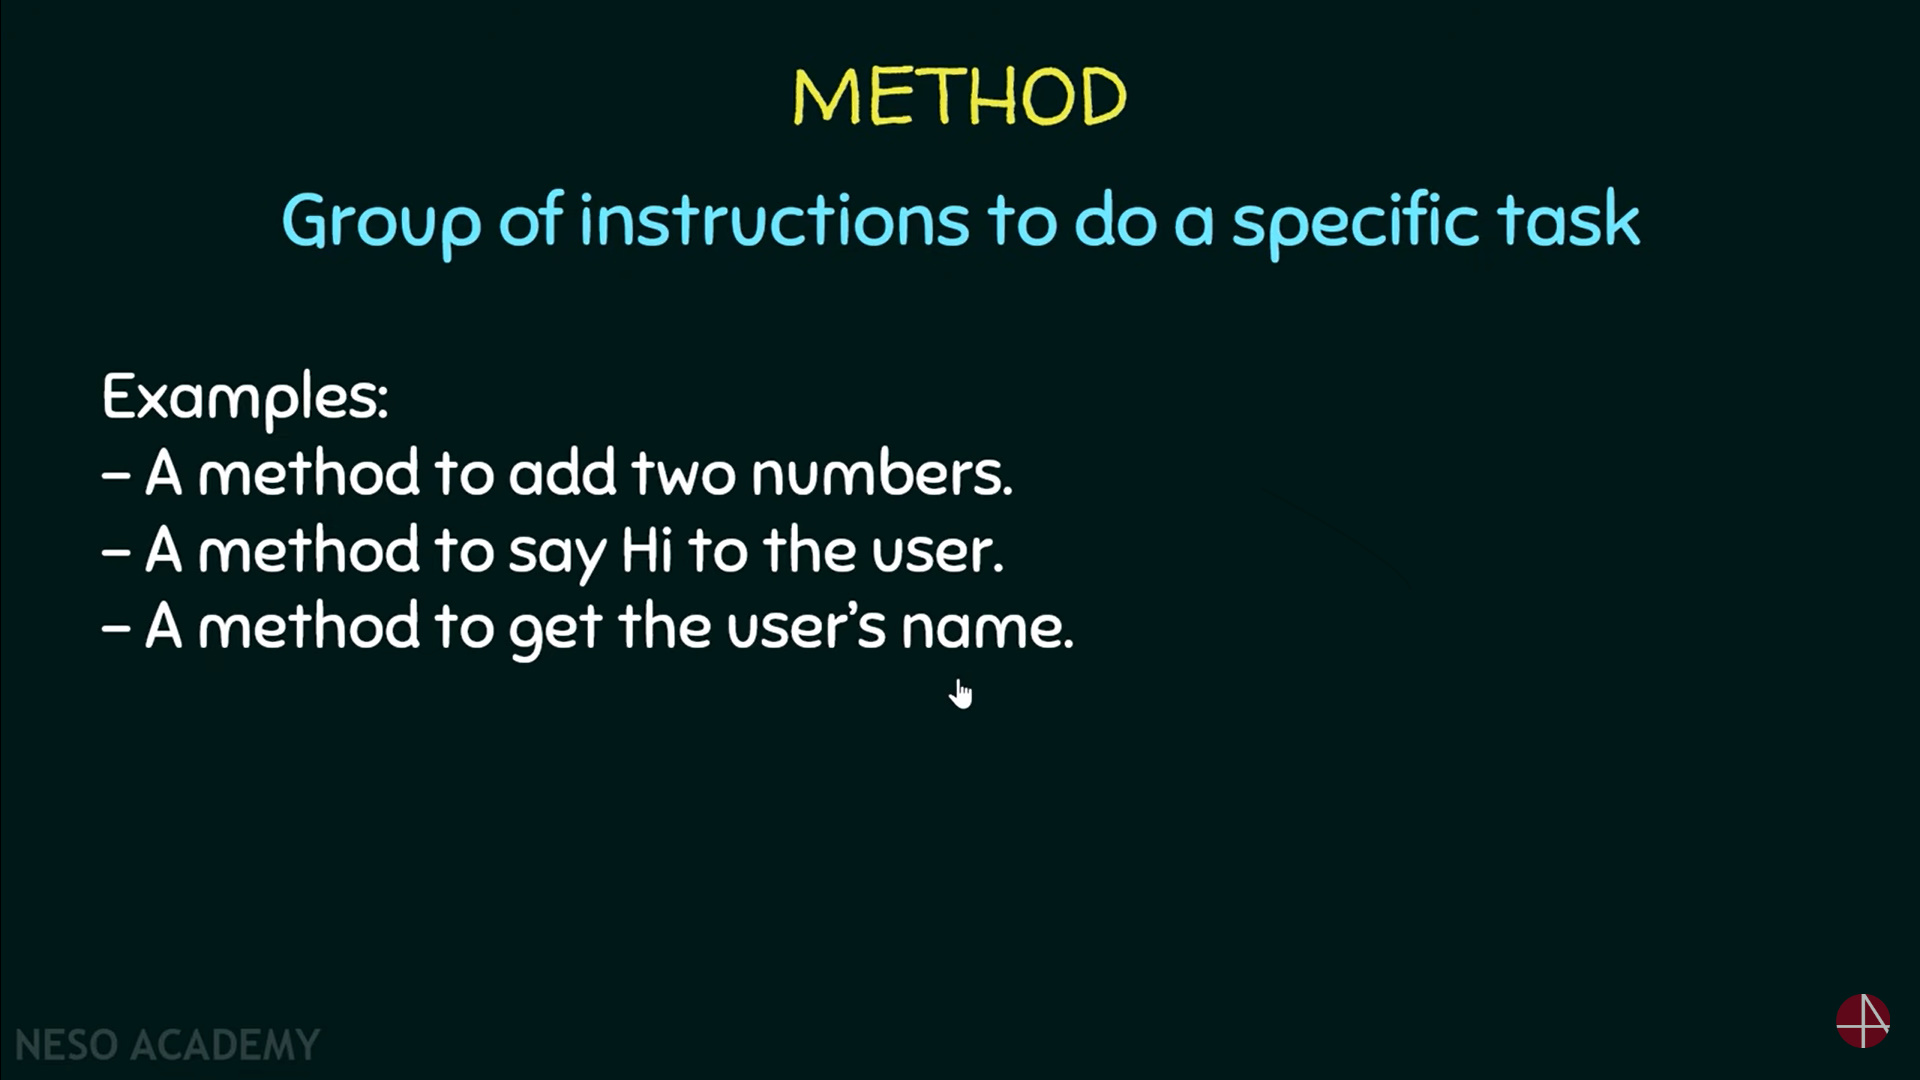 METHOD
Group of instructions to do a specific task
Examples:
– A method to add two numbers.
– A method to say Hi to the user.
– A method to get the user’s name.
NESO ACADEMY